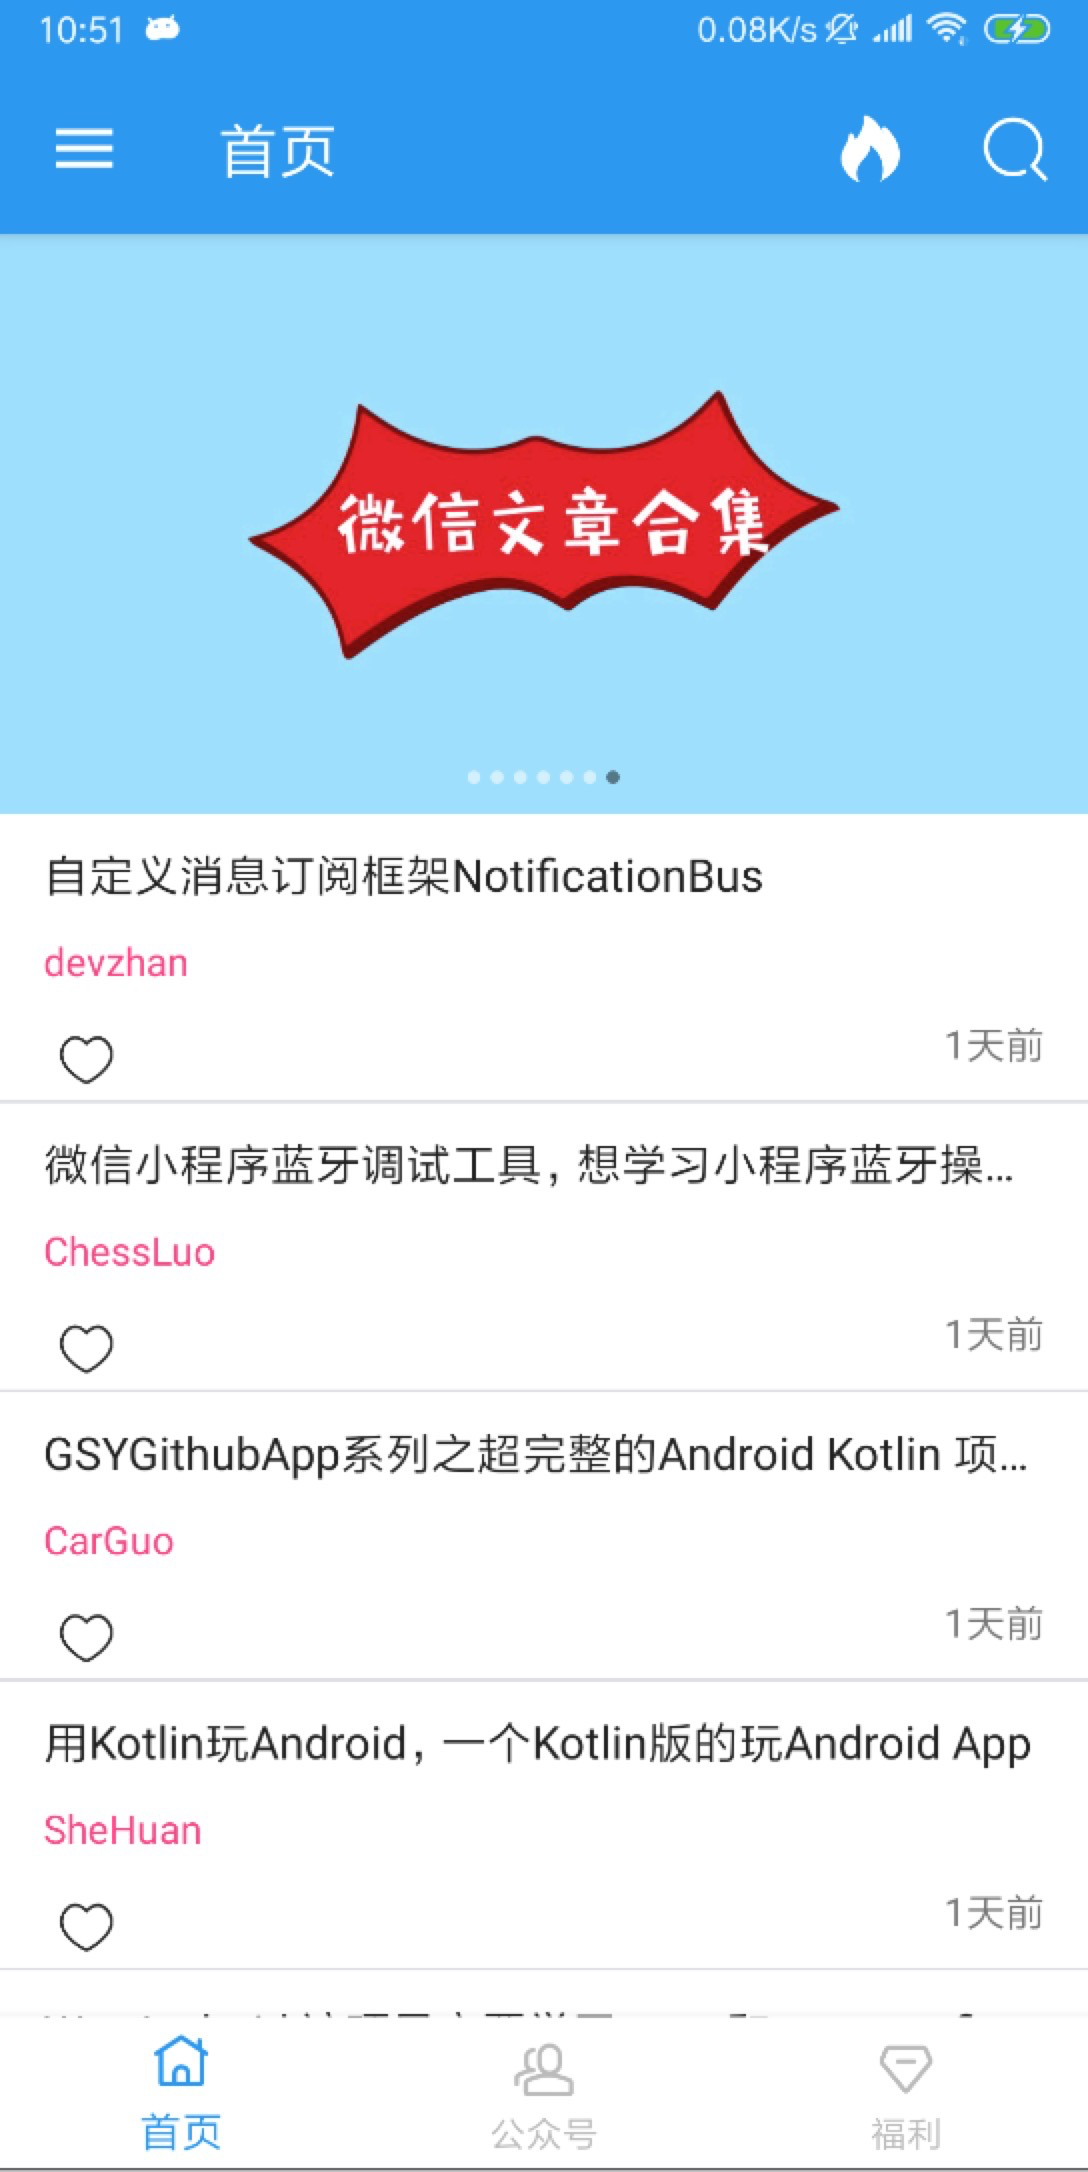 10:51 0.08K/s
首页
微信文章合集
自定义消息订阅框架NotificationBus
devzhan
1天前
微信小程序蓝牙调试工具，想学习小程序蓝牙操...
ChessLuo
1天前
GSYGithubApp系列之超完整的Android Kotlin 项...
CarGuo
1天前
用Kotlin玩Android，一个Kotlin版的玩Android App
SheHuan
1天前
首页 公众号 福利